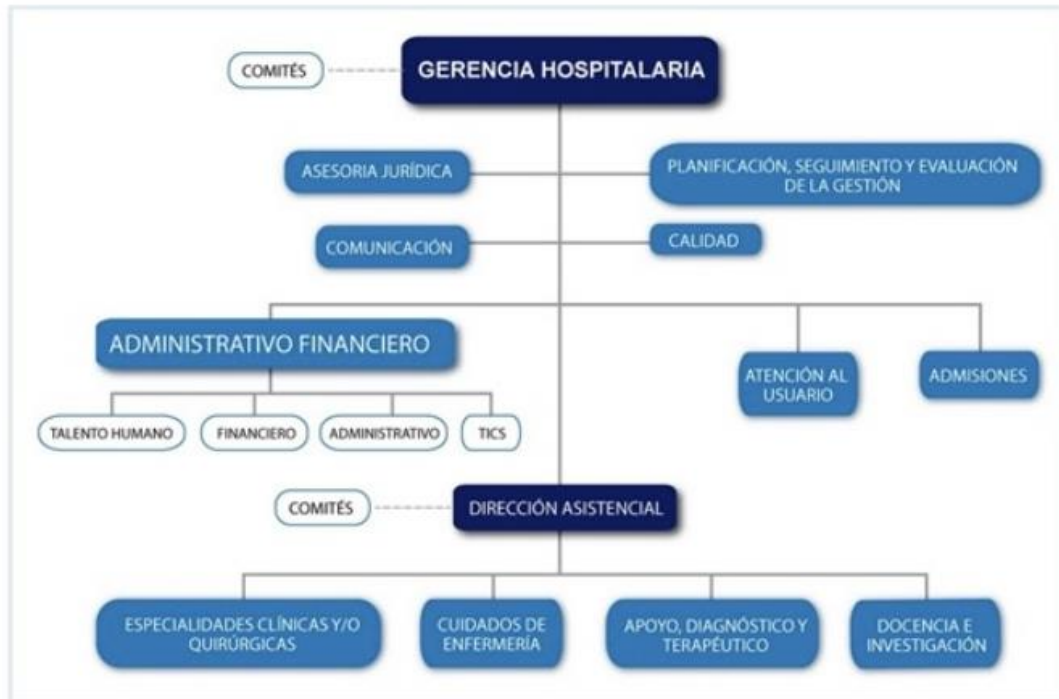 COMITÉS
GERENCIA HOSPITALARIA
ASESORIA JURÍDICA
PLANIFICACIÓN, SEGUIMIENTO Y EVALUACIÓN
DE LA GESTIÓN
COMUNICACIÓN
CALIDAD
ADMINISTRATIVO FINANCIERO
ATENCIÓN AL
USUARIO
ADMISIONES
TALENTO HUMANO
FINANCIERO
ADMINISTRATIVO
TICS
COMITÉS
DIRECCIÓN ASISTENCIAL
ESPECIALIDADES CLÍNICAS Y/O
QUIRÚRGICAS
CUIDADOS DE
ENFERMERÍA
APOYO, DIAGNÓSTICO Y
TERAPÉUTICO
DOCENCIA E
INVESTIGACIÓN